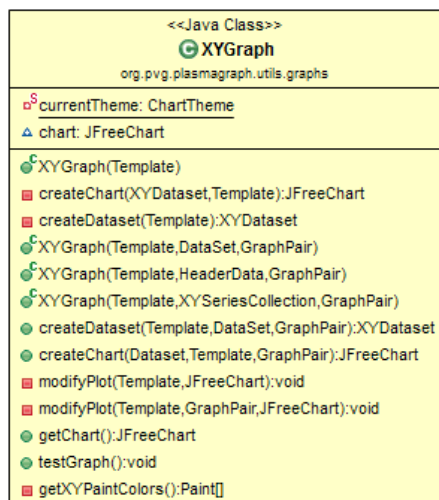 <<Java Class>>
XYGraph
org.pvg.plasmagraph.utils.graphs
currentTheme: ChartTheme
chart: JFreeChart
XYGraph(Template)
createChart(XYDataset,Template):JFreeChart
createDataset(Template):XYDataset
XYGraph(Template,DataSet,GraphPair)
XYGraph(Template,HeaderData,GraphPair)
XYGraph(Template,XYSeriesCollection,GraphPair)
createDataset(Template,DataSet,GraphPair):XYDataset
createChart(Dataset,Template,GraphPair):JFreeChart
modifyPlot(Template,JFreeChart):void
modifyPlot(Template,GraphPair,JFreeChart):void
getChart():JFreeChart
testGraph():void
getXYPaintColors():Paint[]